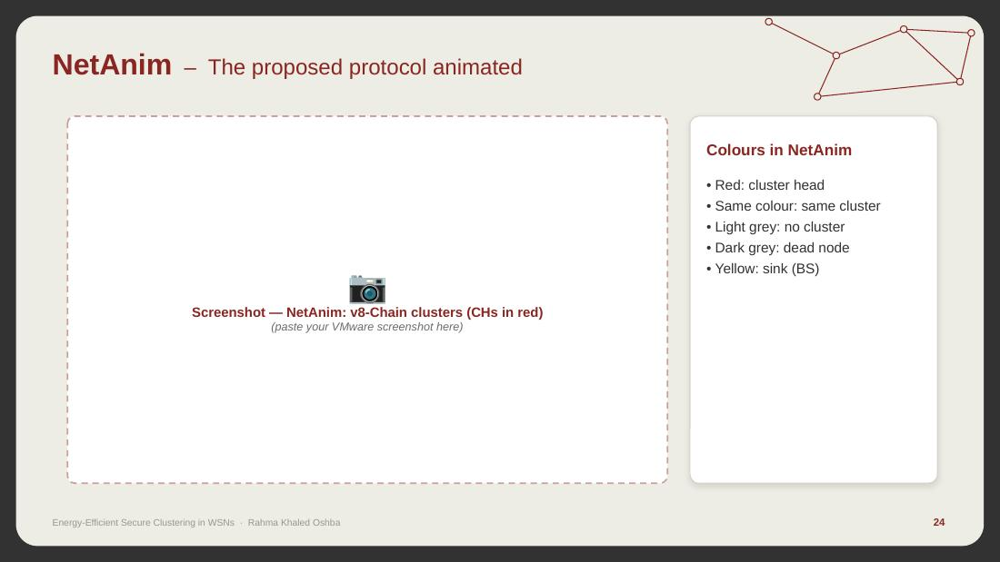 NetAnim – The proposed protocol animated
Screenshot — NetAnim: v8-Chain clusters (CHs in red)
(paste your VMware screenshot here)
Colours in NetAnim
• Red: cluster head
• Same colour: same cluster
• Light grey: no cluster
• Dark grey: dead node
• Yellow: sink (BS)
Energy-Efficient Secure Clustering in WSNs · Rahma Khaled Oshba
24